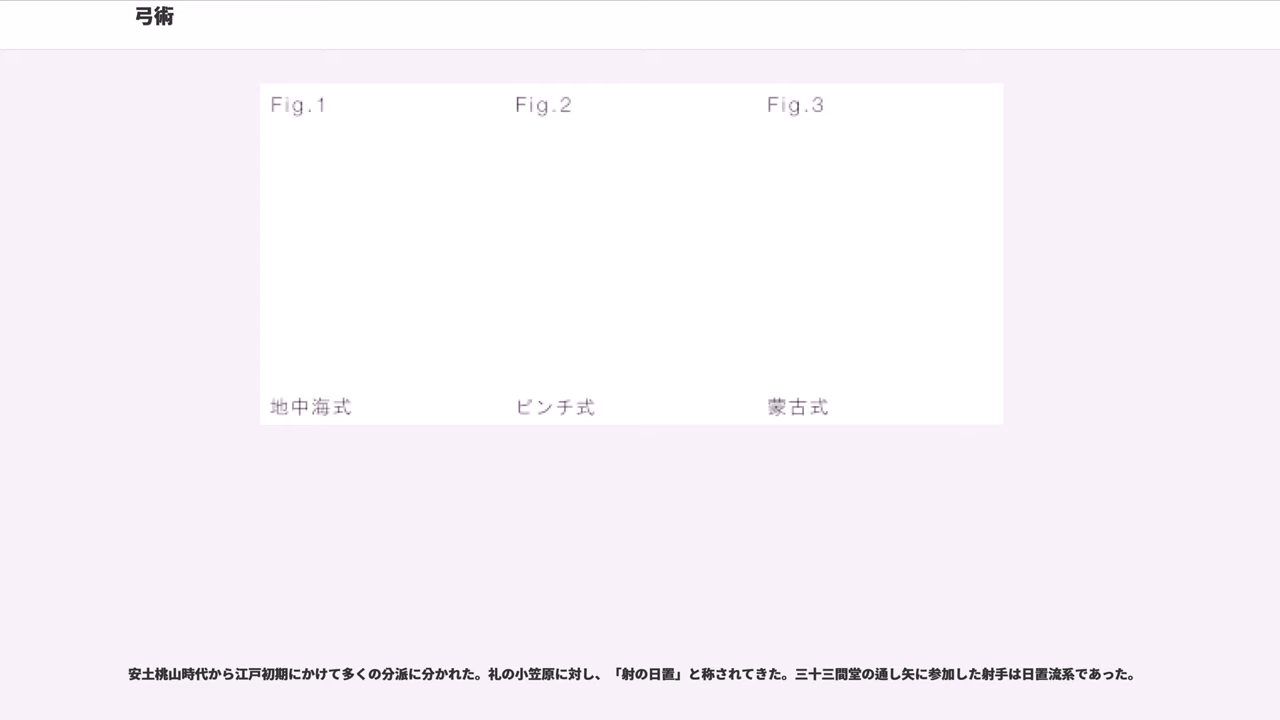 弓術
Fig.1 Fig.2 Fig.3
地中海式 ピンチ式 蒙古式
安土桃山時代から江戸初期にかけて多くの分派に分かれた。礼の小笠原に対し、「射の日置」と称されてきた。三十三間堂の通し矢に参加した射手は日置流系であった。